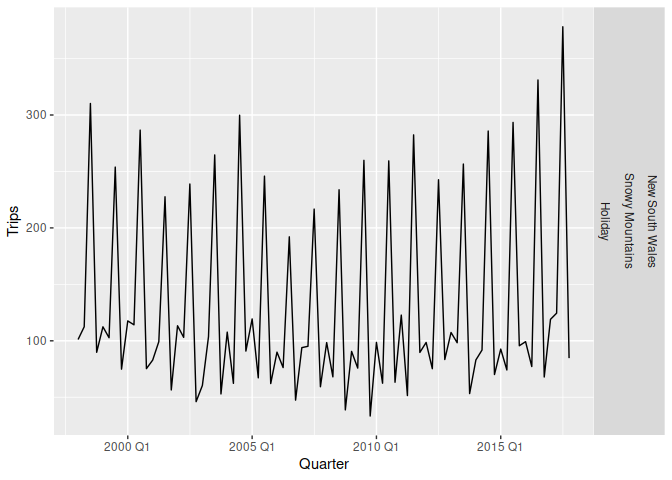 300
200
100
Trips
2000 Q1
2005 Q1
2010 Q1
2015 Q1
Quarter
New South Wales
Snowy Mountains
Holiday